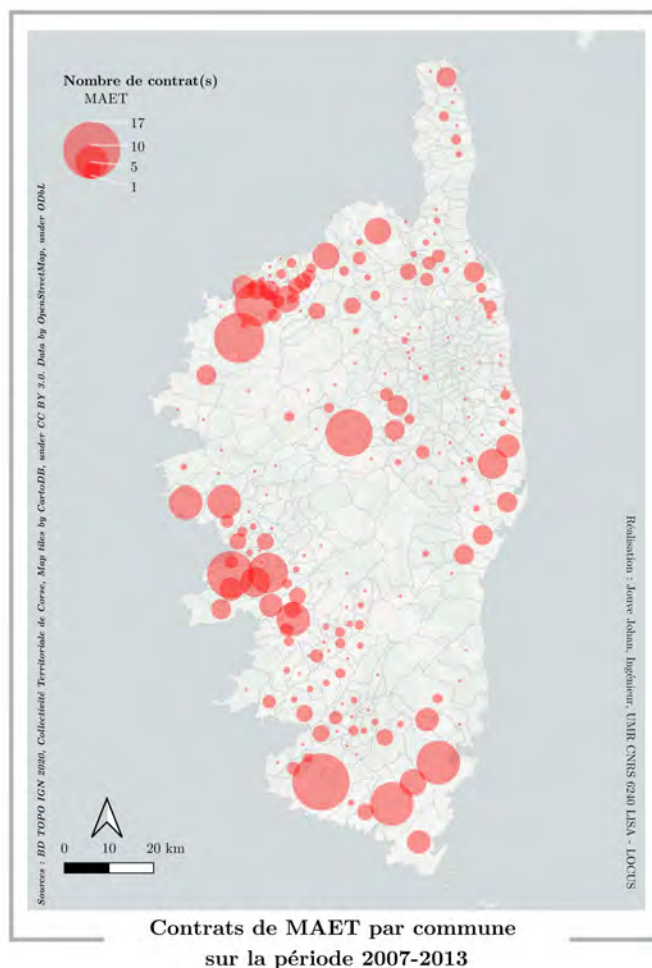 Nombre de contrat(s)
MAET
17
10
5
1
Sources : BD TOPO IGN 2020, Collectivité Territoriale de Corse, Map tiles by CartoDB, under CC BY 3.0. Data by OpenStreetMap, under ODbL
Réalisation : Jouve Johan, Ingénieur, UMR CNRS 6240 LISA - LOCUS
0 10 20 km
Contrats de MAET par commune
sur la période 2007-2013